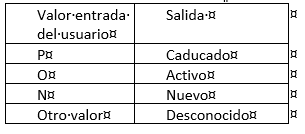 Valor·entrada· Salida·¤ ¤
del·usuario¤
P¤ Caducado¤ ¤
O¤ Activo¤ ¤
N¤ Nuevo¤ ¤
Otro·valor¤ Desconocido¤ ¤